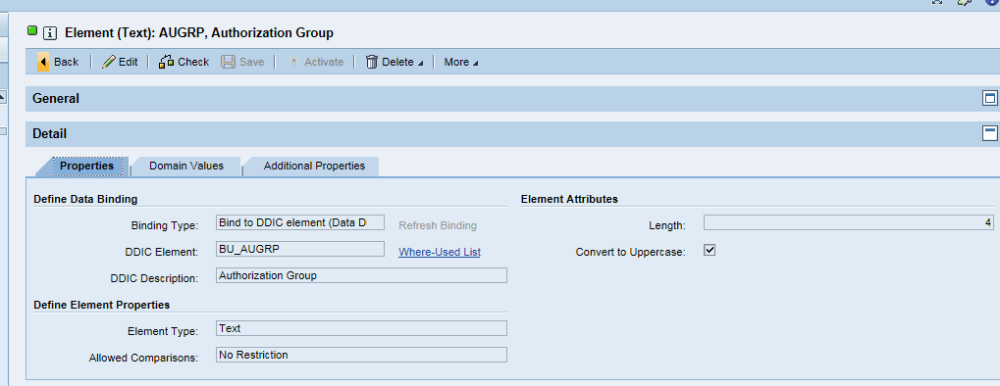 Element (Text): AUGRP, Authorization Group
Back Edit Check Save Activate Delete More
General
Detail
Properties Domain Values Additional Properties
Define Data Binding Element Attributes
Binding Type: Bind to DDIC element (Data D Refresh Binding Length: 4
DDIC Element: BU_AUGRP Where-Used List Convert to Uppercase:
DDIC Description: Authorization Group
Define Element Properties
Element Type: Text
Allowed Comparisons: No Restriction